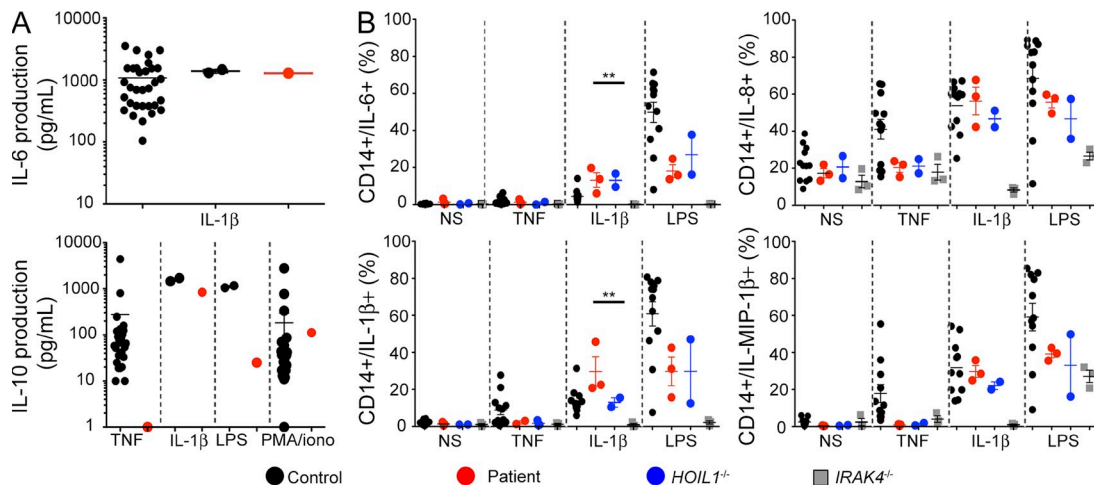 A
IL-6 production
(pg/mL)
10000
1000
100
10
IL-1β
IL-10 production
(pg/mL)
10000
1000
100
10
1
TNF IL-1β LPS PMA/iono
B
CD14+/IL-6+ (%)
100
80
60
40
20
0
**
NS TNF IL-1β LPS
CD14+/IL-8+ (%)
100
80
60
40
20
0
NS TNF IL-1β LPS
CD14+/IL-1β+ (%)
100
80
60
40
20
0
**
NS TNF IL-1β LPS
CD14+/IL-MIP-1β+ (%)
100
80
60
40
20
0
NS TNF IL-1β LPS
Control Patient HOIL1-/- IRAK4-/-